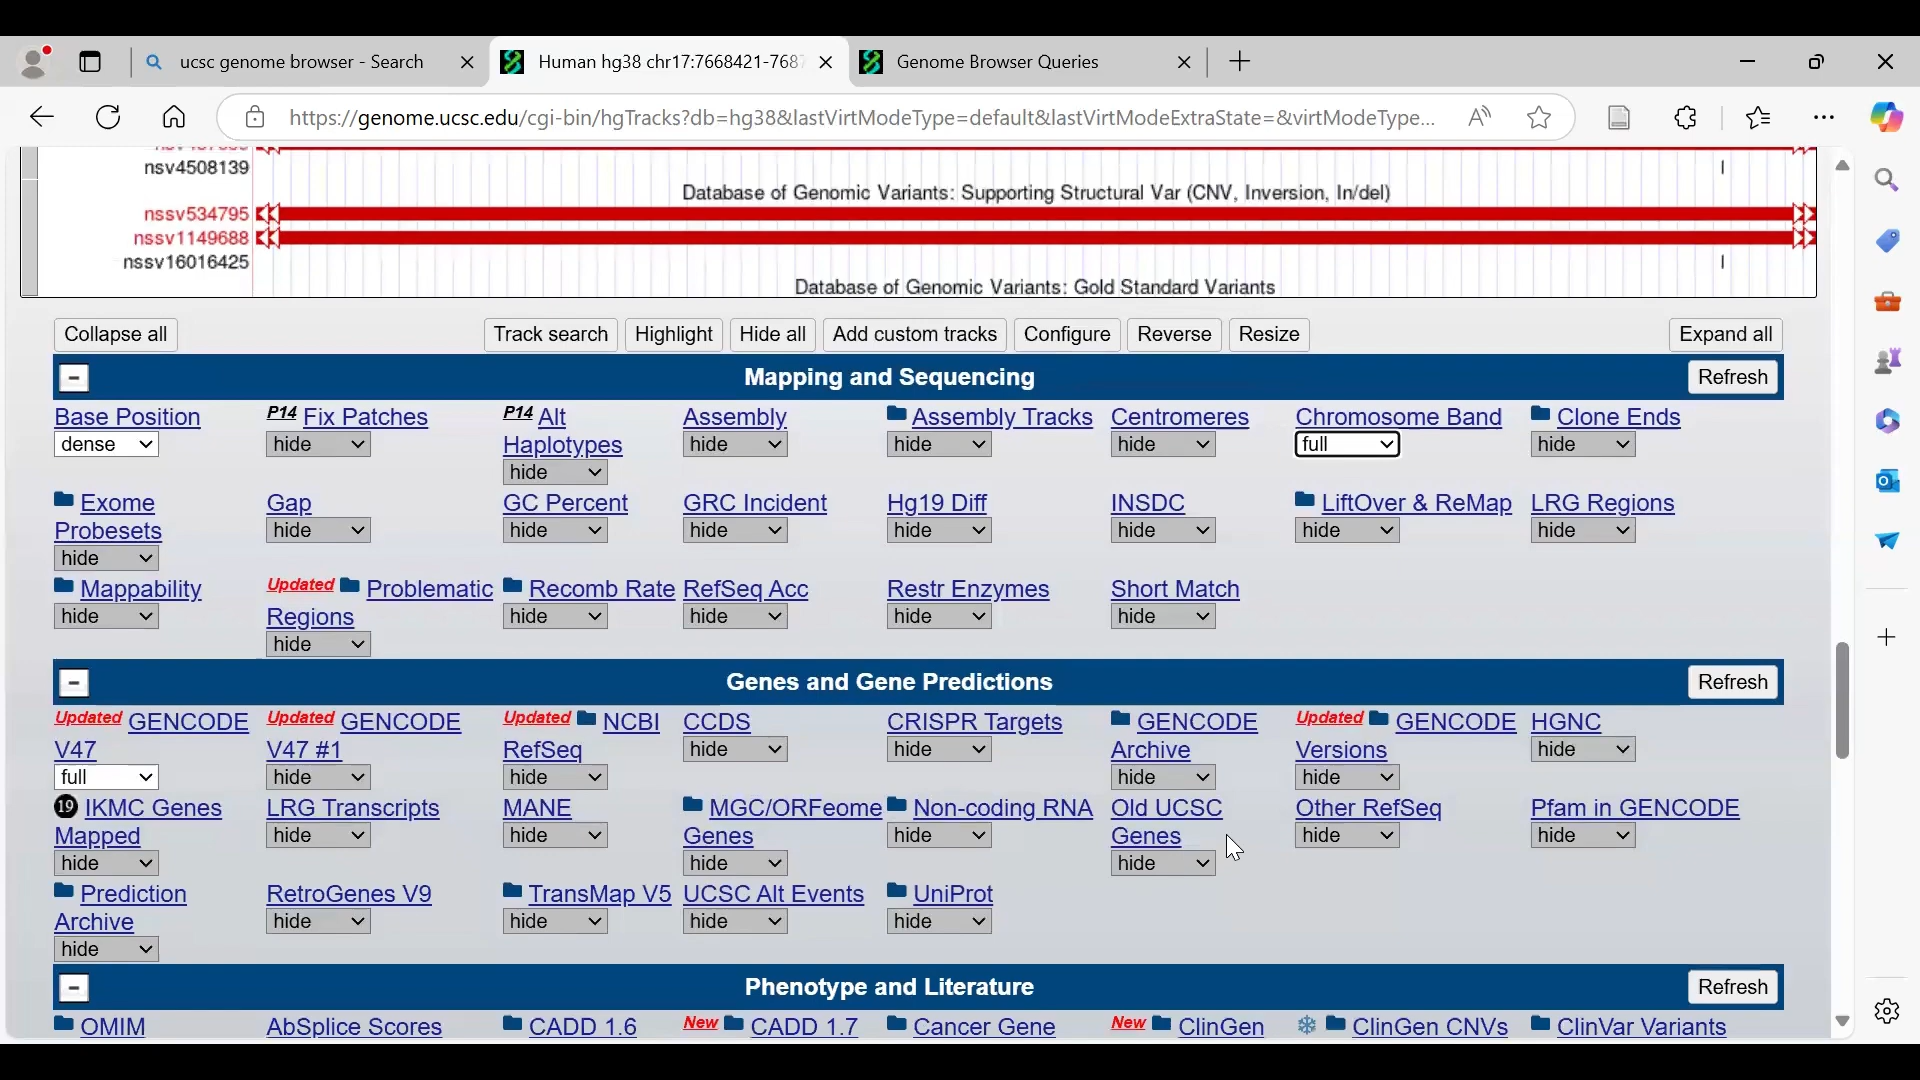 ucsc genome browser - Search
Human hg38 chr17:7668421-768
Genome Browser Queries
https://genome.ucsc.edu/cgi-bin/hgTracks?db=hg38&lastVirtModeType=default&lastVirtModeExtraState=&virtModeType...
nsv4508139
Database of Genomic Variants: Supporting Structural Var (CNV, Inversion, In/del)
nssv534795
nssv1149688
nssv16016425
Database of Genomic Variants: Gold Standard Variants
Collapse all Track search Highlight Hide all Add custom tracks Configure Reverse Resize Expand all
- Mapping and Sequencing Refresh
Base Position P14 Fix Patches P14 Alt Assembly Assembly Tracks Centromeres Chromosome Band Clone Ends
dense hide Haplotypes hide hide hide full hide
hide
Exome Gap GC Percent GRC Incident Hg19 Diff INSDC LiftOver & ReMap LRG Regions
Probesets hide hide hide hide hide hide hide
hide
Mappability Updated Problematic Recomb Rate RefSeq Acc Restr Enzymes Short Match
hide Regions hide hide hide hide
hide
- Genes and Gene Predictions Refresh
Updated GENCODE Updated GENCODE Updated NCBI CCDS CRISPR Targets GENCODE Updated GENCODE HGNC
V47 V47 #1 RefSeq hide hide Archive Versions hide
full hide hide hide hide
19 IKMC Genes LRG Transcripts MANE MGC/ORFeome Non-coding RNA Old UCSC Other RefSeq Pfam in GENCODE
Mapped hide hide Genes hide Genes hide hide
hide hide hide
Prediction RetroGenes V9 TransMap V5 UCSC Alt Events UniProt
Archive hide hide hide hide
hide
- Phenotype and Literature Refresh
OMIM AbSplice Scores CADD 1.6 New CADD 1.7 Cancer Gene New ClinGen ClinGen CNVs ClinVar Variants